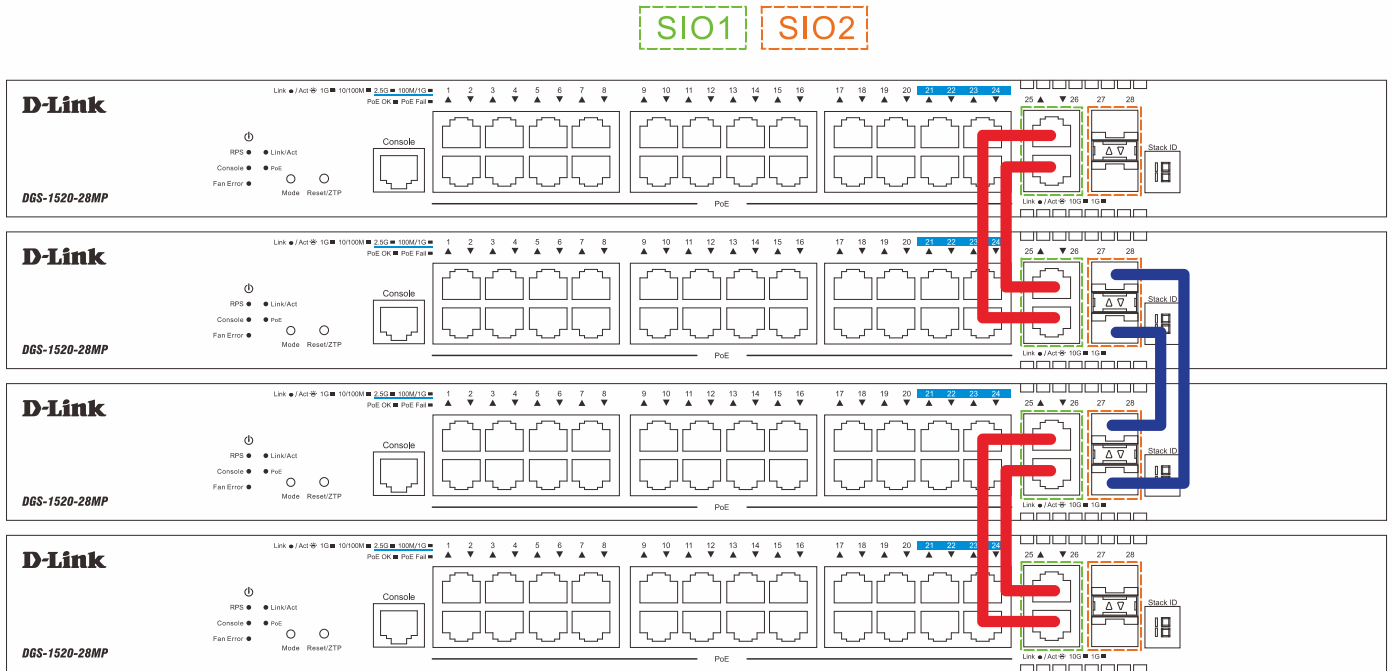 SIO1 SIO2
Link ● / Act 1G ■ 10/100M ■ 2.5G ■ 100M/1G ■ 1 2 3 4 5 6 7 8 9 10 11 12 13 14 15 16 17 18 19 20 21 22 23 24
PoE OK ■ PoE Fail ■
D-Link
25 ▲ ▼ 26 27 28
Console
RPS ● ● Link/Act
Stack ID
Console ● ● PoE
Fan Error ●
Mode Reset/ZTP
DGS-1520-28MP
PoE
Link ● / Act 10G ■ 1G ■
Link ● / Act 1G ■ 10/100M ■ 2.5G ■ 100M/1G ■ 1 2 3 4 5 6 7 8 9 10 11 12 13 14 15 16 17 18 19 20 21 22 23 24
PoE OK ■ PoE Fail ■
D-Link
25 ▲ ▼ 26 27 28
Console
RPS ● ● Link/Act
Stack ID
Console ● ● PoE
Fan Error ●
Mode Reset/ZTP
DGS-1520-28MP
PoE
Link ● / Act 10G ■ 1G ■
Link ● / Act 1G ■ 10/100M ■ 2.5G ■ 100M/1G ■ 1 2 3 4 5 6 7 8 9 10 11 12 13 14 15 16 17 18 19 20 21 22 23 24
PoE OK ■ PoE Fail ■
D-Link
25 ▲ ▼ 26 27 28
Console
RPS ● ● Link/Act
Stack ID
Console ● ● PoE
Fan Error ●
Mode Reset/ZTP
DGS-1520-28MP
PoE
Link ● / Act 10G ■ 1G ■
Link ● / Act 1G ■ 10/100M ■ 2.5G ■ 100M/1G ■ 1 2 3 4 5 6 7 8 9 10 11 12 13 14 15 16 17 18 19 20 21 22 23 24
PoE OK ■ PoE Fail ■
D-Link
25 ▲ ▼ 26 27 28
Console
RPS ● ● Link/Act
Stack ID
Console ● ● PoE
Fan Error ●
Mode Reset/ZTP
DGS-1520-28MP
PoE
Link ● / Act 10G ■ 1G ■